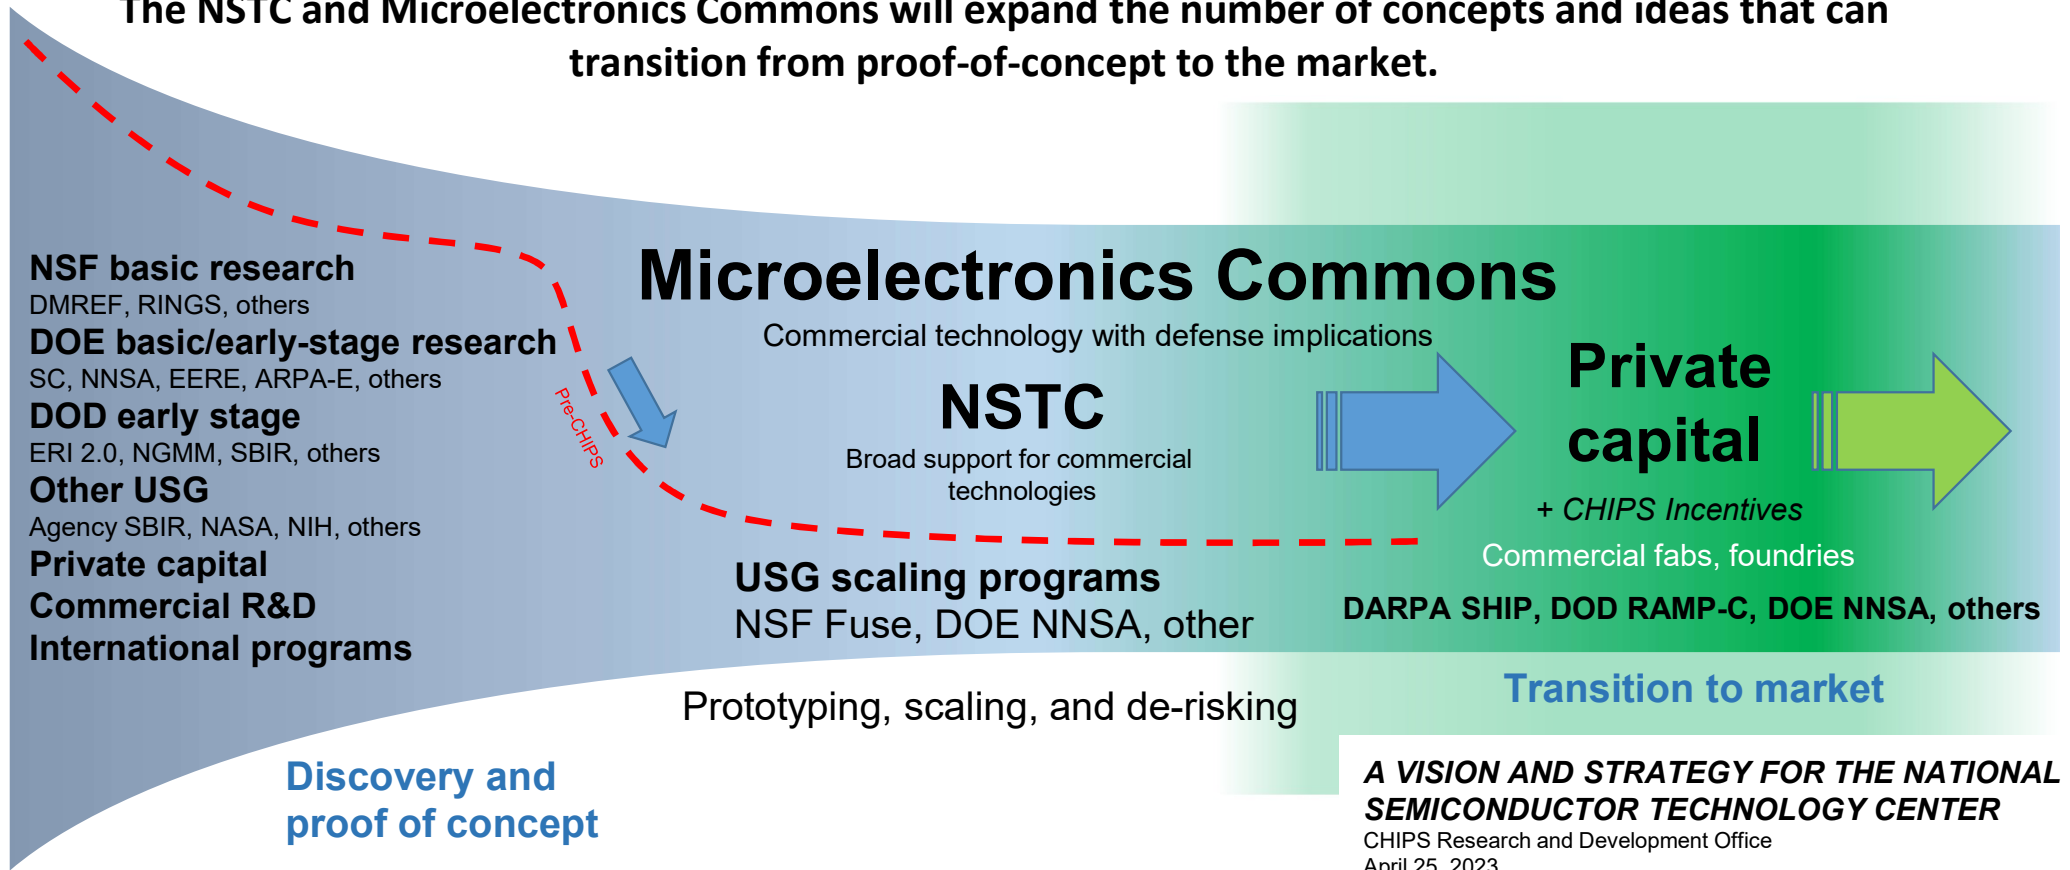 The NSTC and Microelectronics Commons will expand the number of concepts and ideas that can
transition from proof-of-concept to the market.
NSF basic research
DMREF, RINGS, others
DOE basic/early-stage research
SC, NNSA, EERE, ARPA-E, others
DOD early stage
ERI 2.0, NGMM, SBIR, others
Other USG
Agency SBIR, NASA, NIH, others
Private capital
Commercial R&D
International programs
Pre-CHIPS
Microelectronics Commons
Commercial technology with defense implications
NSTC
Broad support for commercial
technologies
USG scaling programs
NSF Fuse, DOE NNSA, other
Private
capital
+ CHIPS Incentives
Commercial fabs, foundries
DARPA SHIP, DOD RAMP-C, DOE NNSA, others
Discovery and
proof of concept
Prototyping, scaling, and de-risking
Transition to market
A VISION AND STRATEGY FOR THE NATIONAL
SEMICONDUCTOR TECHNOLOGY CENTER
CHIPS Research and Development Office
April 25, 2023